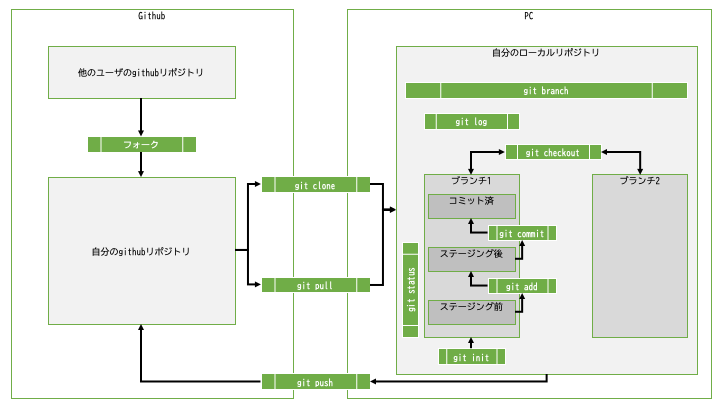 Github
他のユーザのgithubリポジトリ
フォーク
自分のgithubリポジトリ
git clone
git pull
git push
PC
自分のローカルリポジトリ
git branch
git log
git checkout
ブランチ1
コミット済
git commit
ステージング後
git add
ステージング前
git status
git init
ブランチ2